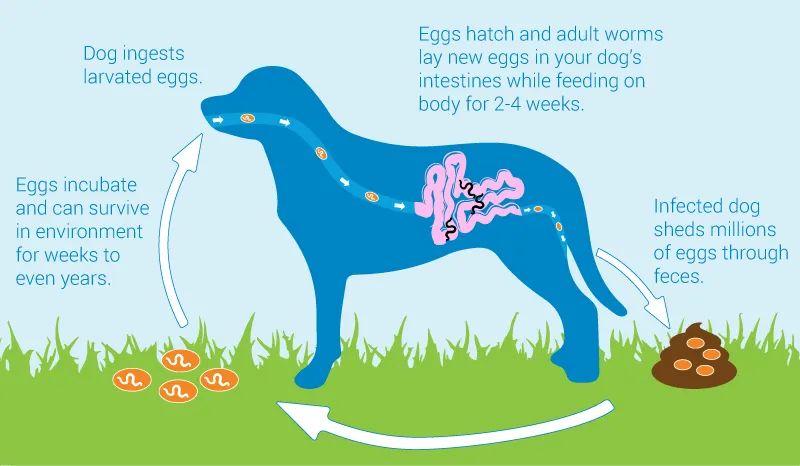 Dog ingests
larvated eggs.
Eggs hatch and adult worms
lay new eggs in your dog's
intestines while feeding on
body for 2-4 weeks.
Eggs incubate
and can survive
in environment
for weeks to
even years.
Infected dog
sheds millions
of eggs through
feces.